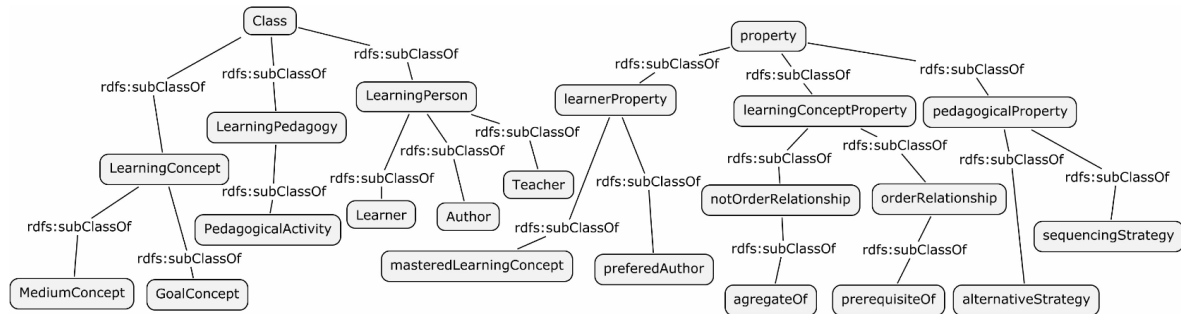 Class
property
rdfs:subClassOf
rdfs:subClassOf
rdfs:subClassOf
rdfs:subClassOf
rdfs:subClassOf
rdfs:subClassOf
LearningPerson
learnerProperty
learningConceptProperty
pedagogicalProperty
LearningPedagogy
rdfs:subClassOf
rdfs:subClassOf
rdfs:subClassOf
rdfs:subClassOf
rdfs:subClassOf
LearningConcept
rdfs:subClassOf
rdfs:subClassOf
rdfs:subClassOf
rdfs:subClassOf
Teacher
rdfs:subClassOf
PedagogicalActivity
Learner
Author
notOrderRelationship
orderRelationship
rdfs:subClassOf
rdfs:subClassOf
sequencingStrategy
rdfs:subClassOf
rdfs:subClassOf
rdfs:subClassOf
masteredLearningConcept
preferedAuthor
MediumConcept
GoalConcept
agregateOf
prerequisiteOf
alternativeStrategy